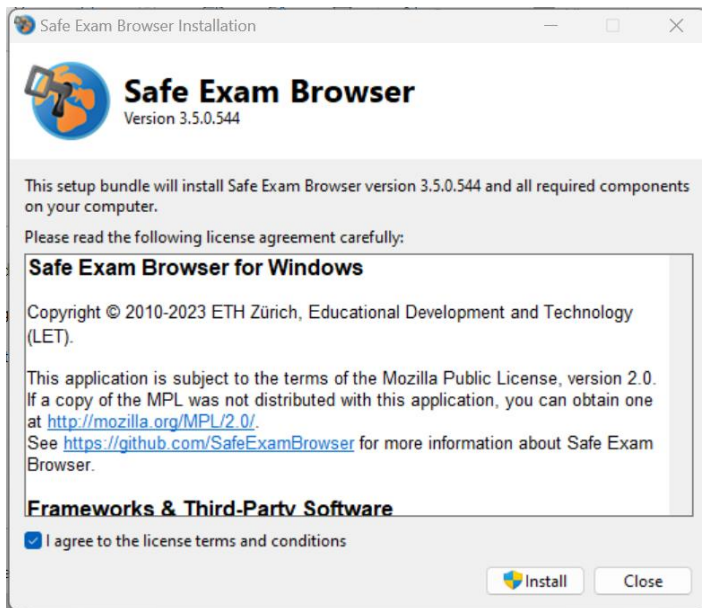 Safe Exam Browser Installation
Safe Exam Browser
Version 3.5.0.544
This setup bundle will install Safe Exam Browser version 3.5.0.544 and all required components
on your computer.
Please read the following license agreement carefully:
Safe Exam Browser for Windows
Copyright © 2010-2023 ETH Zürich, Educational Development and Technology
(LET).
This application is subject to the terms of the Mozilla Public License, version 2.0.
If a copy of the MPL was not distributed with this application, you can obtain one
at http://mozilla.org/MPL/2.0/.
See https://github.com/SafeExamBrowser for more information about Safe Exam
Browser.
Frameworks & Third-Party Software
I agree to the license terms and conditions
Install Close